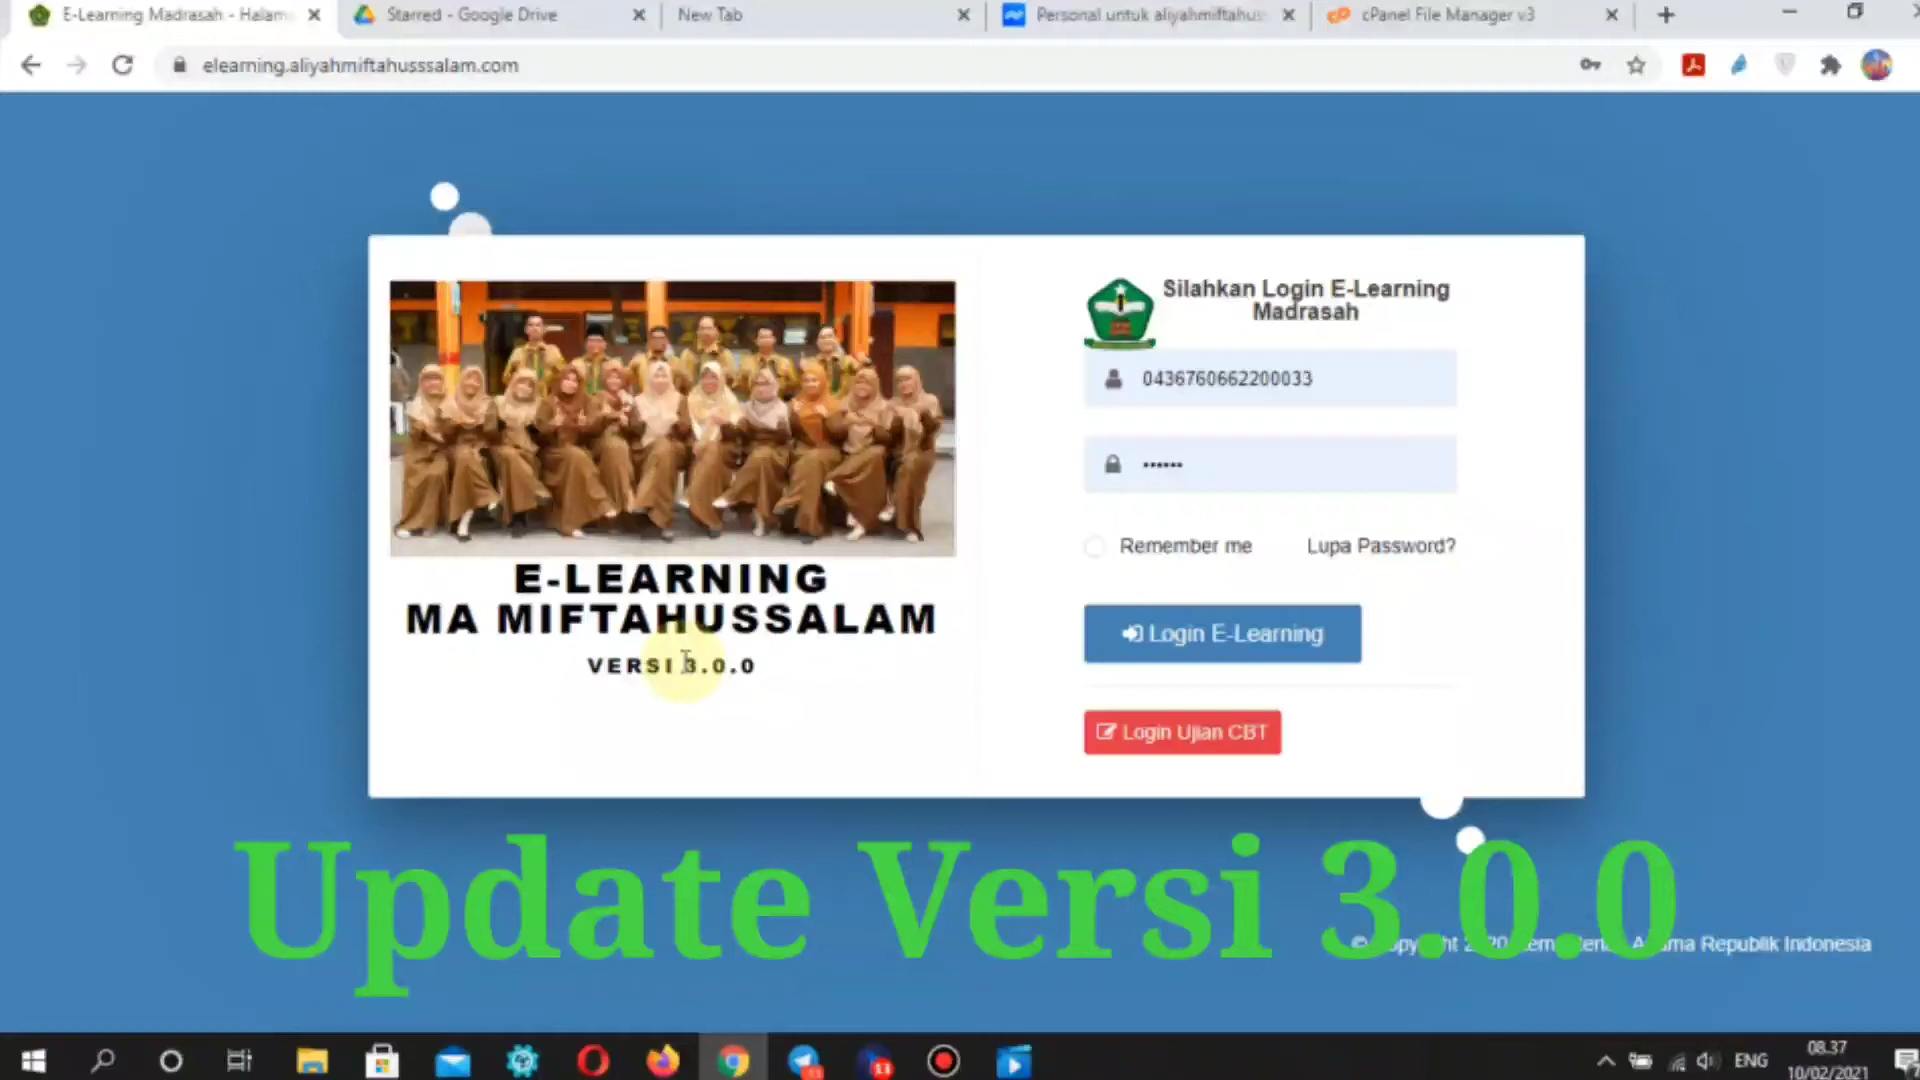 E-Learning Madrasah - Halam
Starred - Google Drive
New Tab
Personal untuk aliyahmiftahus
cPanel File Manager v3
elearning.aliyahmiftahusssalam.com
Silahkan Login E-Learning
Madrasah
0436760662200033
Remember me
Lupa Password?
Login E-Learning
Login Ujian CBT
E-LEARNING
MA MIFTAHUSSALAM
VERSI 3.0.0
Update Versi 3.0.0
Republik Indonesia
ENG
08.37
10/02/2021